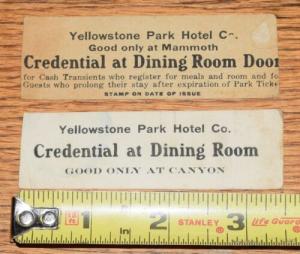 Yellowstone Park Hotel C
Good only at Mammoth
Credential at Dining Room Door
for Cash Transients who register for meals and room and fo
Guests who prolong their stay after expiration of Park Ticke
STAMP ON DATE OF ISSUE
Yellowstone Park Hotel Co.
Credential at Dining Room
GOOD ONLY AT CANYON
1 2 STANLEY 3 Life Guard